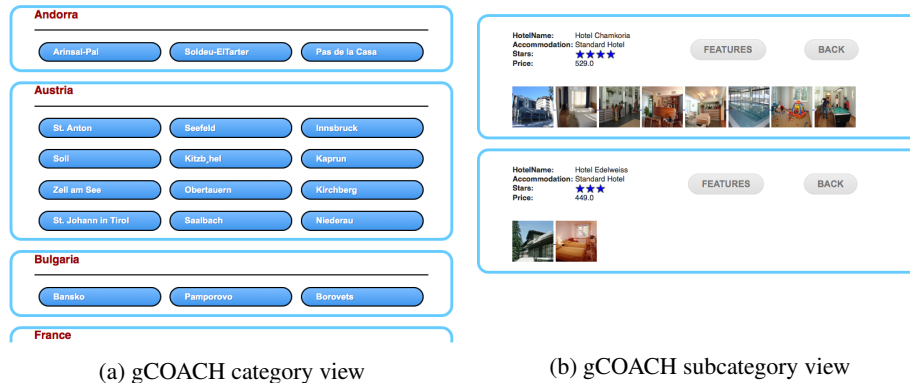 Andorra
Arinsal-Pal Soldeu-ElTarter Pas de la Casa
Austria
St. Anton Seefeld Innsbruck
Soll Kitzb‚hel Kaprun
Zell am See Obertauern Kirchberg
St. Johann in Tirol Saalbach Niederau
Bulgaria
Bansko Pamporovo Borovets
France
(a) gCOACH category view
HotelName: Hotel Chamkoria
Accommodation: Standard Hotel
Stars:
Price: 529.0
FEATURES BACK
HotelName: Hotel Edelweiss
Accommodation: Standard Hotel
Stars:
Price: 449.0
FEATURES BACK
(b) gCOACH subcategory view